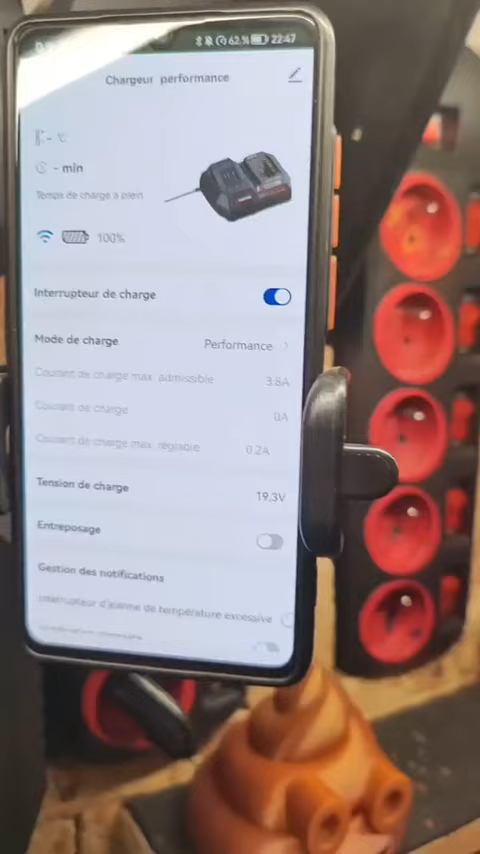 62 % 22:47
Chargeur performance
- °C
- min
Temps de charge à plein
100%
Interrupteur de charge
Mode de charge Performance
Courant de charge max. admissible 3.8A
Courant de charge 0A
Courant de charge max. réglable 0.2A
Tension de charge 19.3V
Entreposage
Gestion des notifications
Interrupteur d'alarme de température excessive